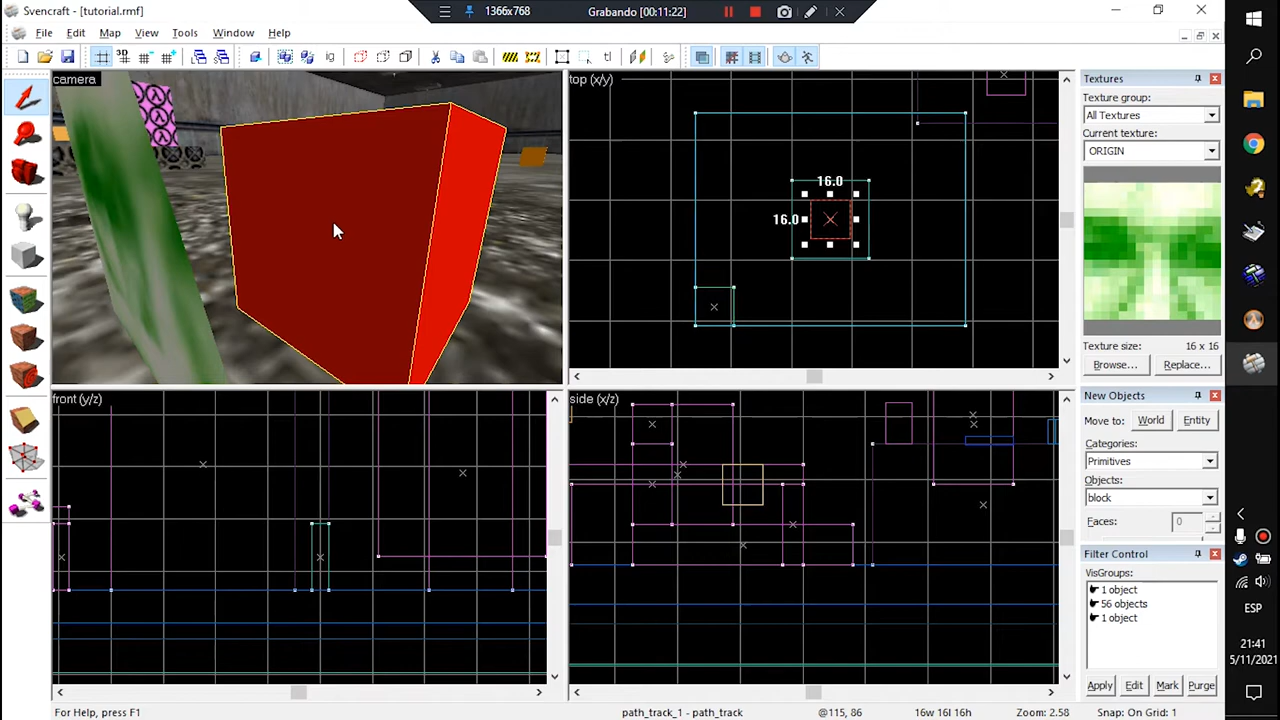 Svencraft - [tutorial.rmf]
1366x768
Grabando [00:11:22]
File Edit Map View Tools Window Help
3D
ig
tl
camera
top (x/y)
16.0
16.0
front (y/z)
side (x/z)
Textures
Texture group:
All Textures
Current texture:
ORIGIN
Texture size: 16 x 16
Browse... Replace...
New Objects
Move to: World Entity
Categories:
Primitives
Objects:
block
Faces: 0
Filter Control
VisGroups:
1 object
56 objects
1 object
Apply Edit Mark Purge
ESP
21:41
5/11/2021
For Help, press F1
path_track_1 - path_track
@115, 86
16w 16l 16h
Zoom: 2.58
Snap: On Grid: 1